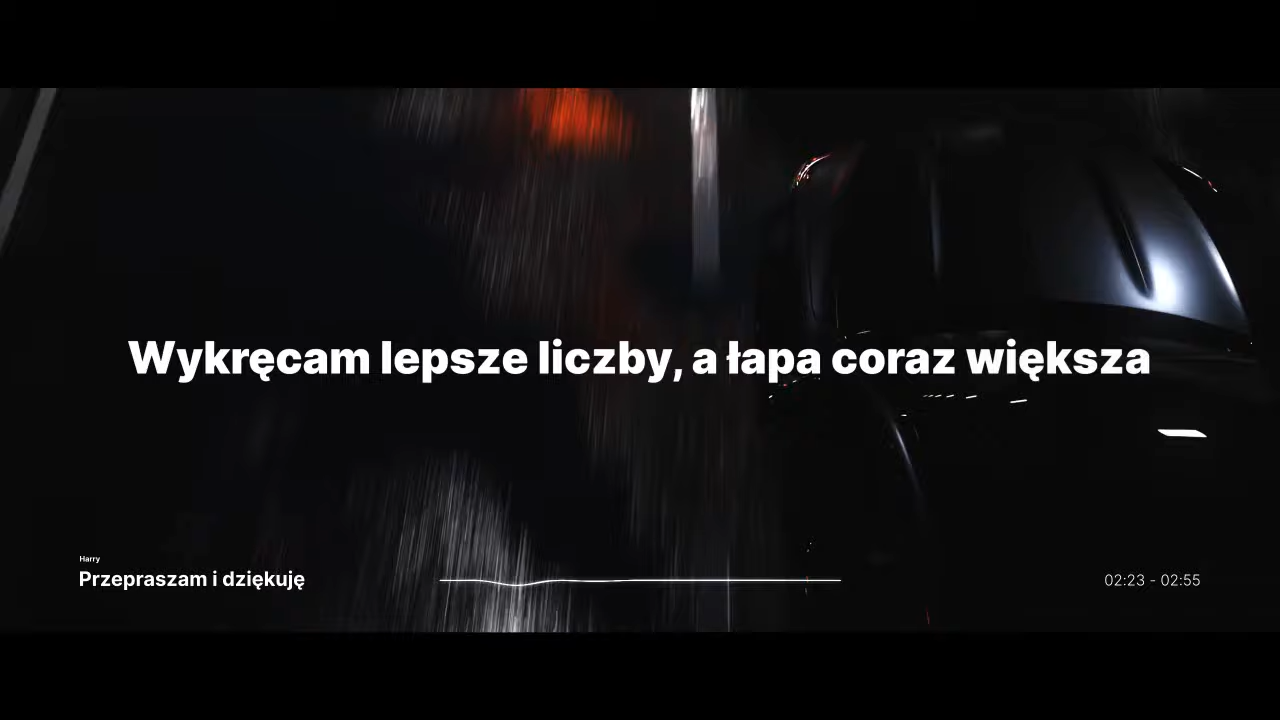 Wykręcam lepsze liczby, a łapa coraz większa
Harry
Przepraszam i dziękuję
02:23 - 02:55